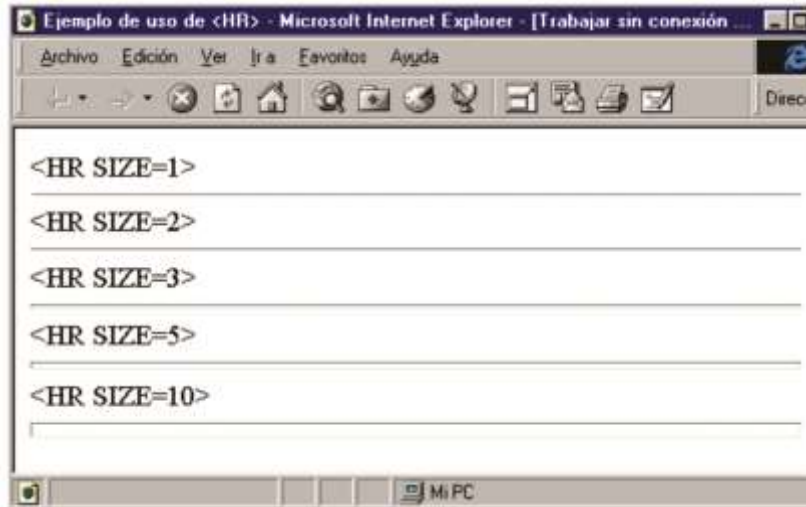 Ejemplo de uso de <HR> - Microsoft Internet Explorer - [Trabajar sin conexión ...
Archivo Edición Ver Ir a Favoritos Ayuda
Direc
<HR SIZE=1>
<HR SIZE=2>
<HR SIZE=3>
<HR SIZE=5>
<HR SIZE=10>
Mi PC